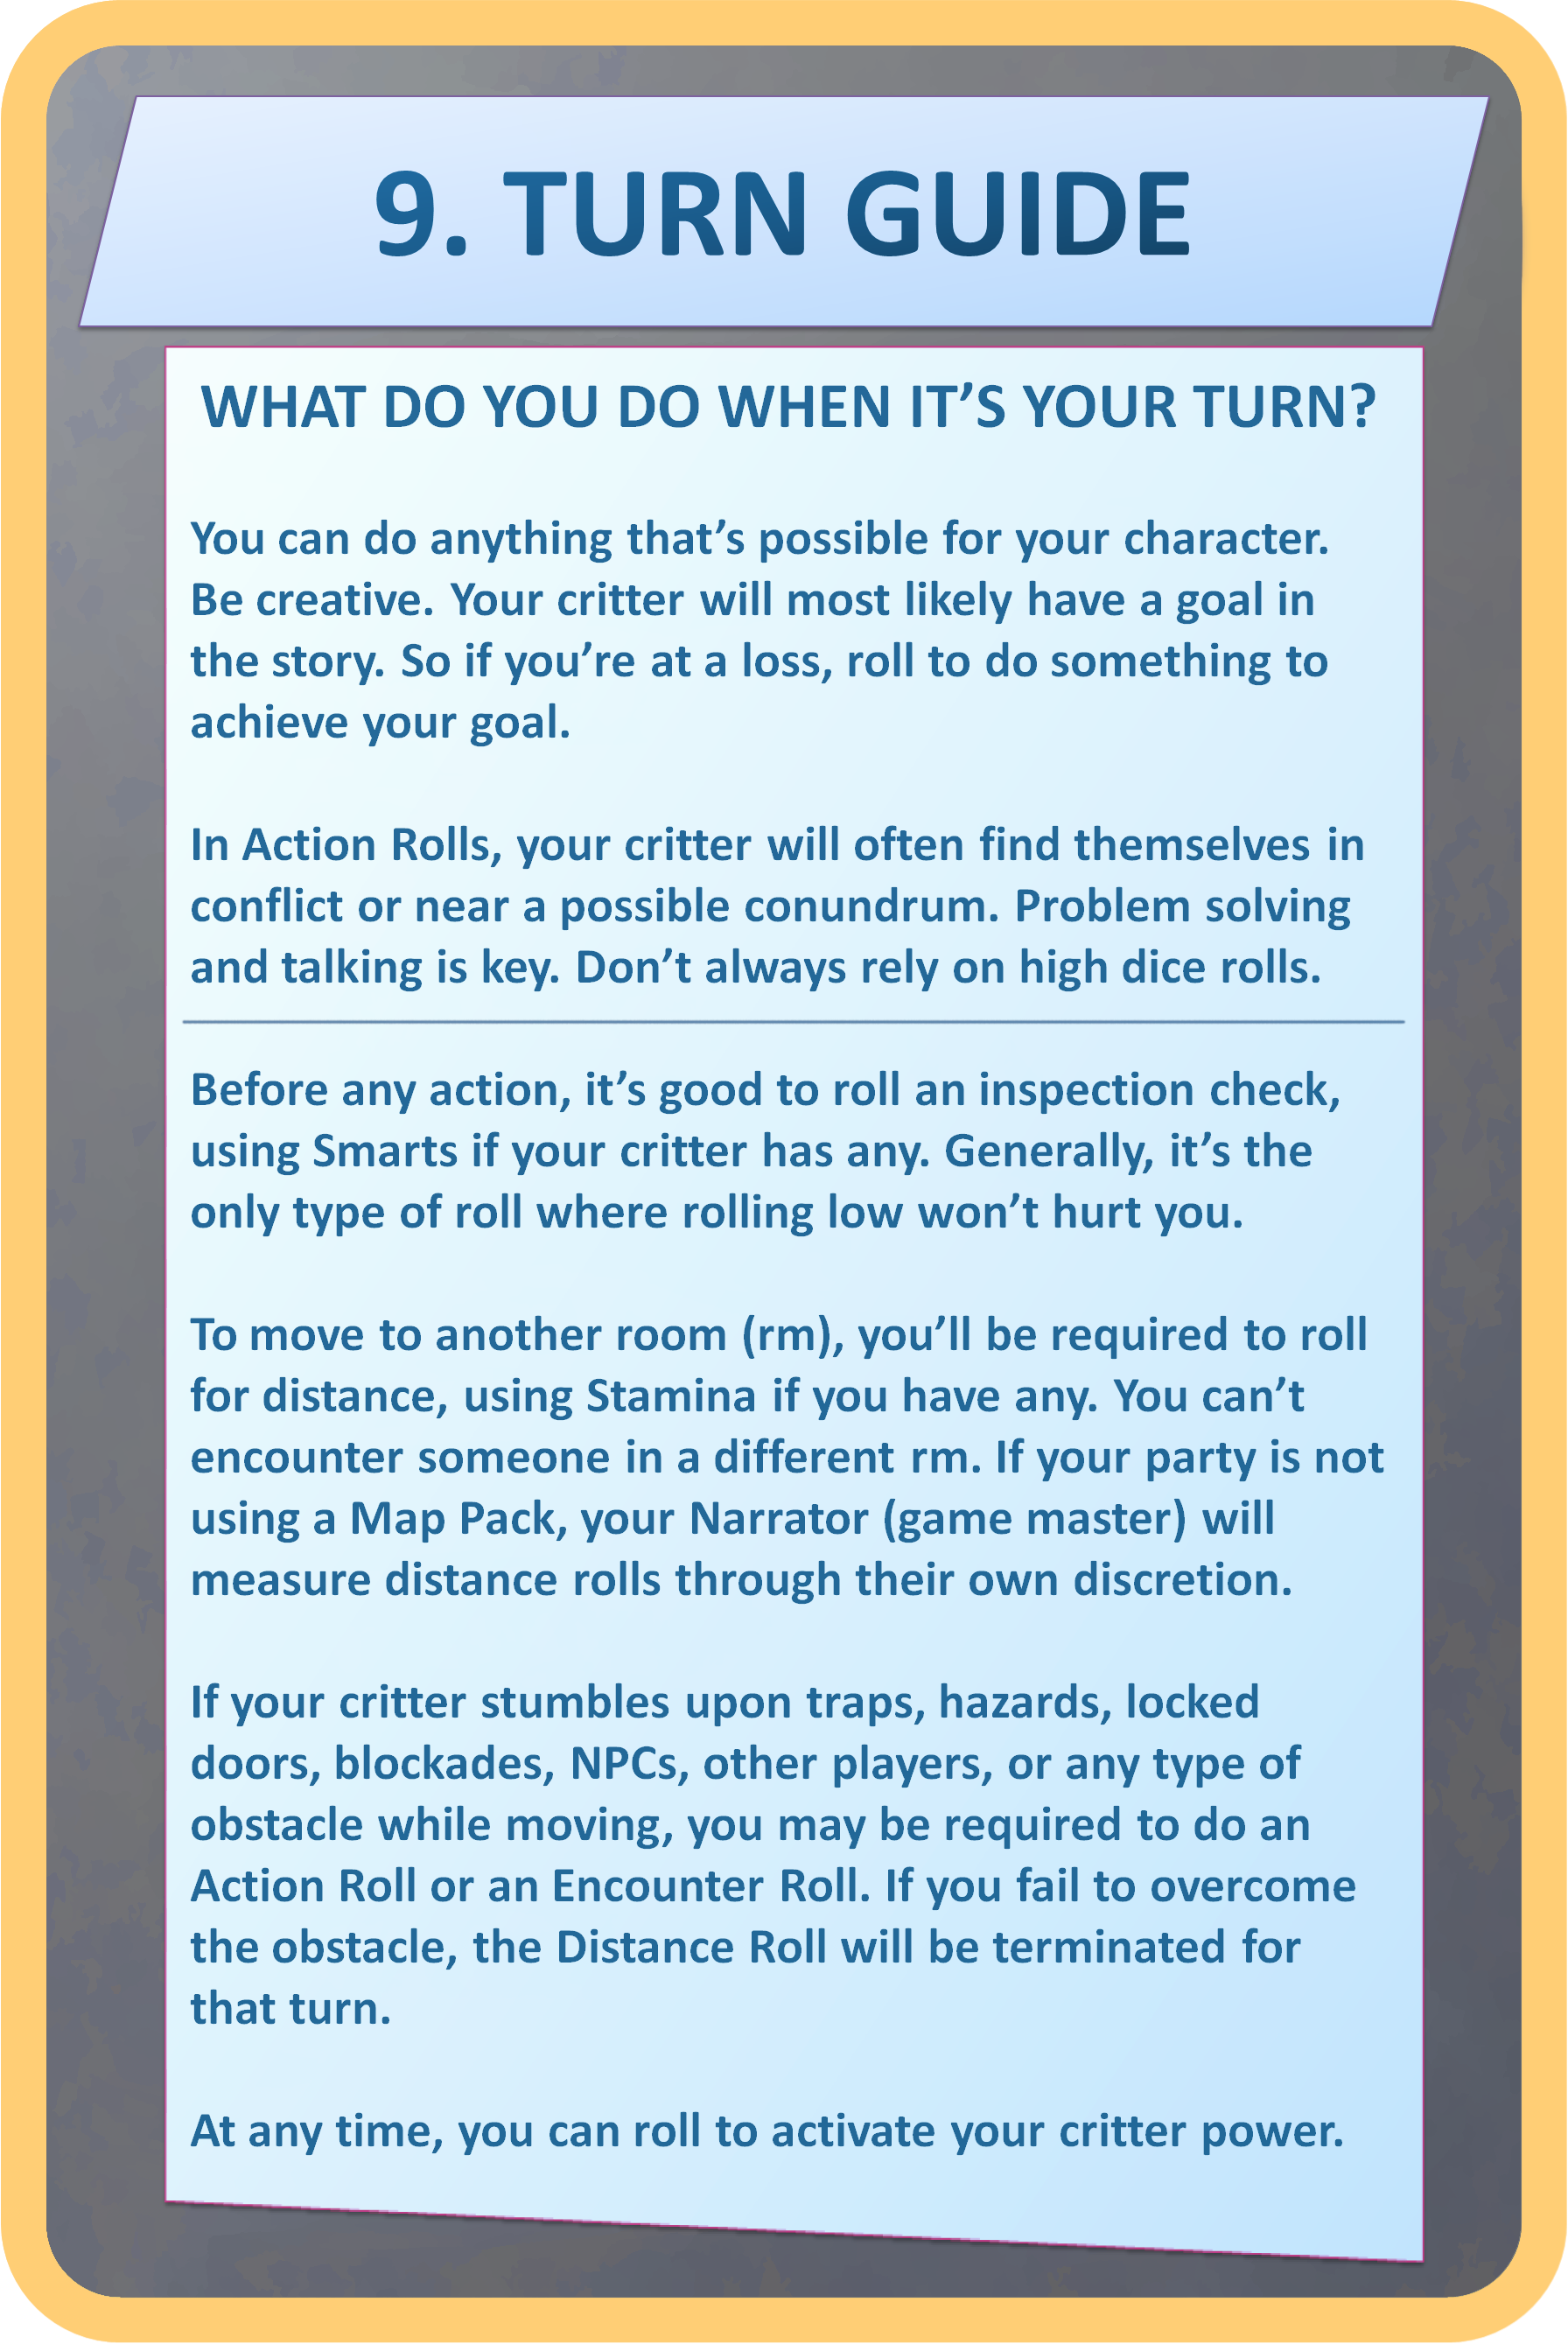 9. TURN GUIDE
WHAT DO YOU DO WHEN IT’S YOUR TURN?
You can do anything that’s possible for your character.
Be creative. Your critter will most likely have a goal in
the story. So if you’re at a loss, roll to do something to
achieve your goal.
In Action Rolls, your critter will often find themselves in
conflict or near a possible conundrum. Problem solving
and talking is key. Don’t always rely on high dice rolls.
Before any action, it’s good to roll an inspection check,
using Smarts if your critter has any. Generally, it’s the
only type of roll where rolling low won’t hurt you.
To move to another room (rm), you’ll be required to roll
for distance, using Stamina if you have any. You can’t
encounter someone in a different rm. If your party is not
using a Map Pack, your Narrator (game master) will
measure distance rolls through their own discretion.
If your critter stumbles upon traps, hazards, locked
doors, blockades, NPCs, other players, or any type of
obstacle while moving, you may be required to do an
Action Roll or an Encounter Roll. If you fail to overcome
the obstacle, the Distance Roll will be terminated for
that turn.
At any time, you can roll to activate your critter power.